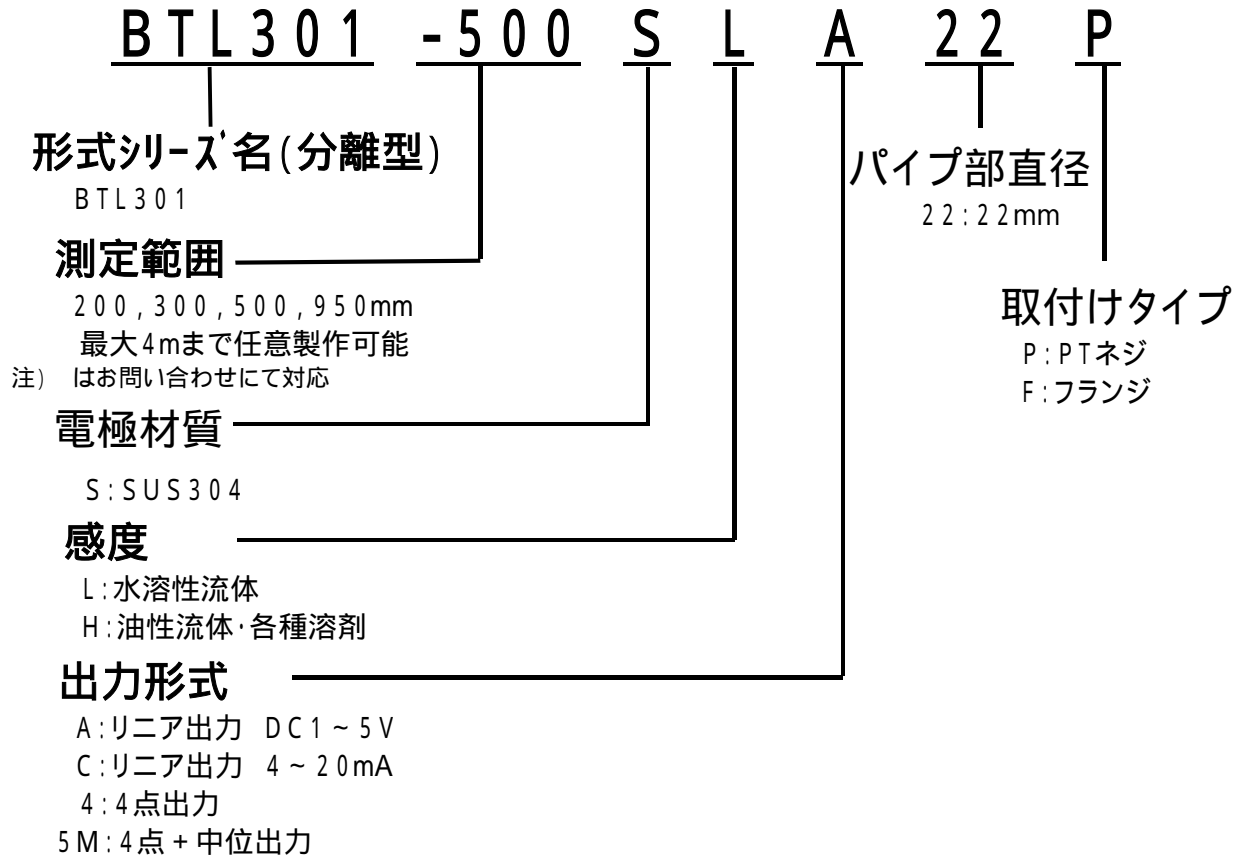 BTL301 -500 S L A 22 P
形式シリーズ名(分離型)
BTL301
測定範囲
200,300,500,950mm
最大4mまで任意製作可能
注) はお問い合わせにて対応
電極材質
S:SUS304
感度
L:水溶性流体
H:油性流体･各種溶剤
出力形式
A:リニア出力 DC1~5V
C:リニア出力 4~20mA
4:4点出力
5M:4点+中位出力
パイプ部直径
22:22mm
取付けタイプ
P:PTネジ
F:フランジ